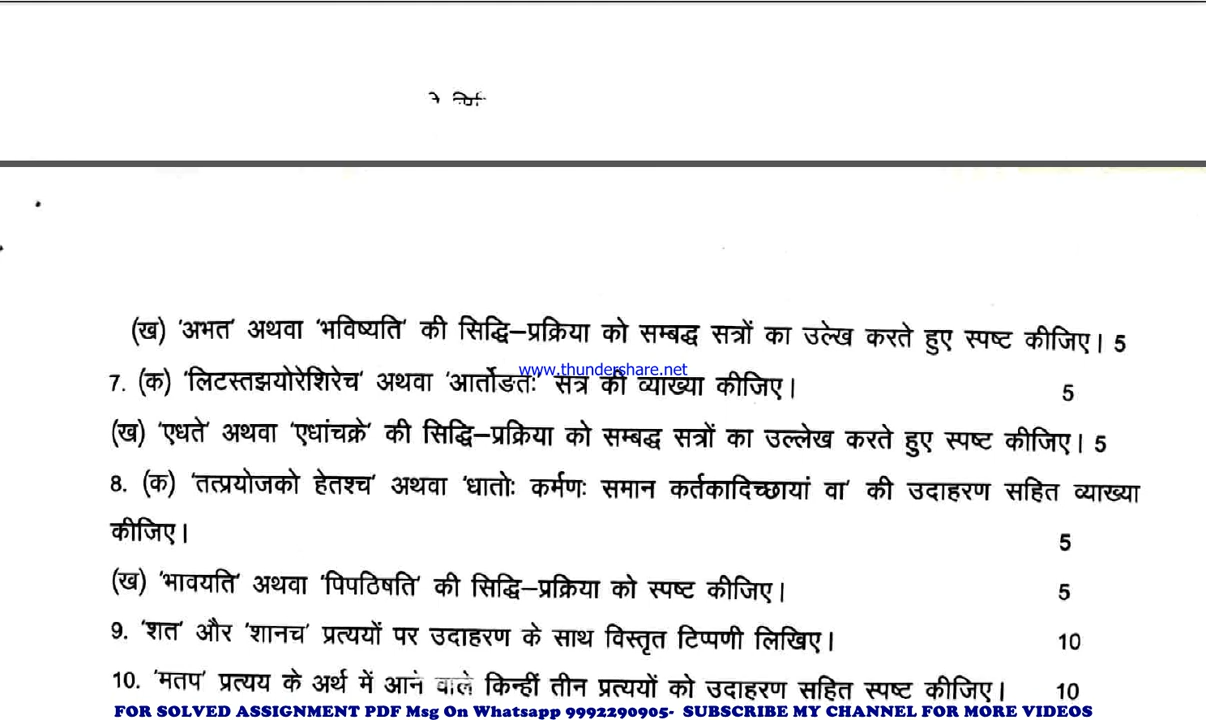 (ख) 'अभत' अथवा 'भविष्यति' की सिद्धि–प्रक्रिया को सम्बद्ध सत्रों का उल्ेख करते हुए स्पष्ट कीजिए। 5
www.thundershare.net
7. (क) 'लिटस्तझयोरेशिरेच' अथवा 'आर्तोङतः' सत्र की व्याख्या कीजिए। 5
(ख) 'एधते' अथवा 'एधांचक्रे' की सिद्धि–प्रक्रिया को सम्बद्ध सत्रों का उल्लेख करते हुए स्पष्ट कीजिए। 5
8. (क) 'तत्प्रयोजको हेतश्च' अथवा 'धातोः कर्मणः समान कर्तकादिच्छायां वा' की उदाहरण सहित व्याख्या
कीजिए। 5
(ख) 'भावयति' अथवा 'पिपठिषति' की सिद्धि–प्रक्रिया को स्पष्ट कीजिए। 5
9. 'शत' और 'शानच' प्रत्ययों पर उदाहरण के साथ विस्तृत टिप्पणी लिखिए। 10
10. 'मतप' प्रत्यय के अर्थ में आने वाले किन्हीं तीन प्रत्ययों को उदाहरण सहित स्पष्ट कीजिए। 10
FOR SOLVED ASSIGNMENT PDF Msg On Whatsapp 9992290905- SUBSCRIBE MY CHANNEL FOR MORE VIDEOS